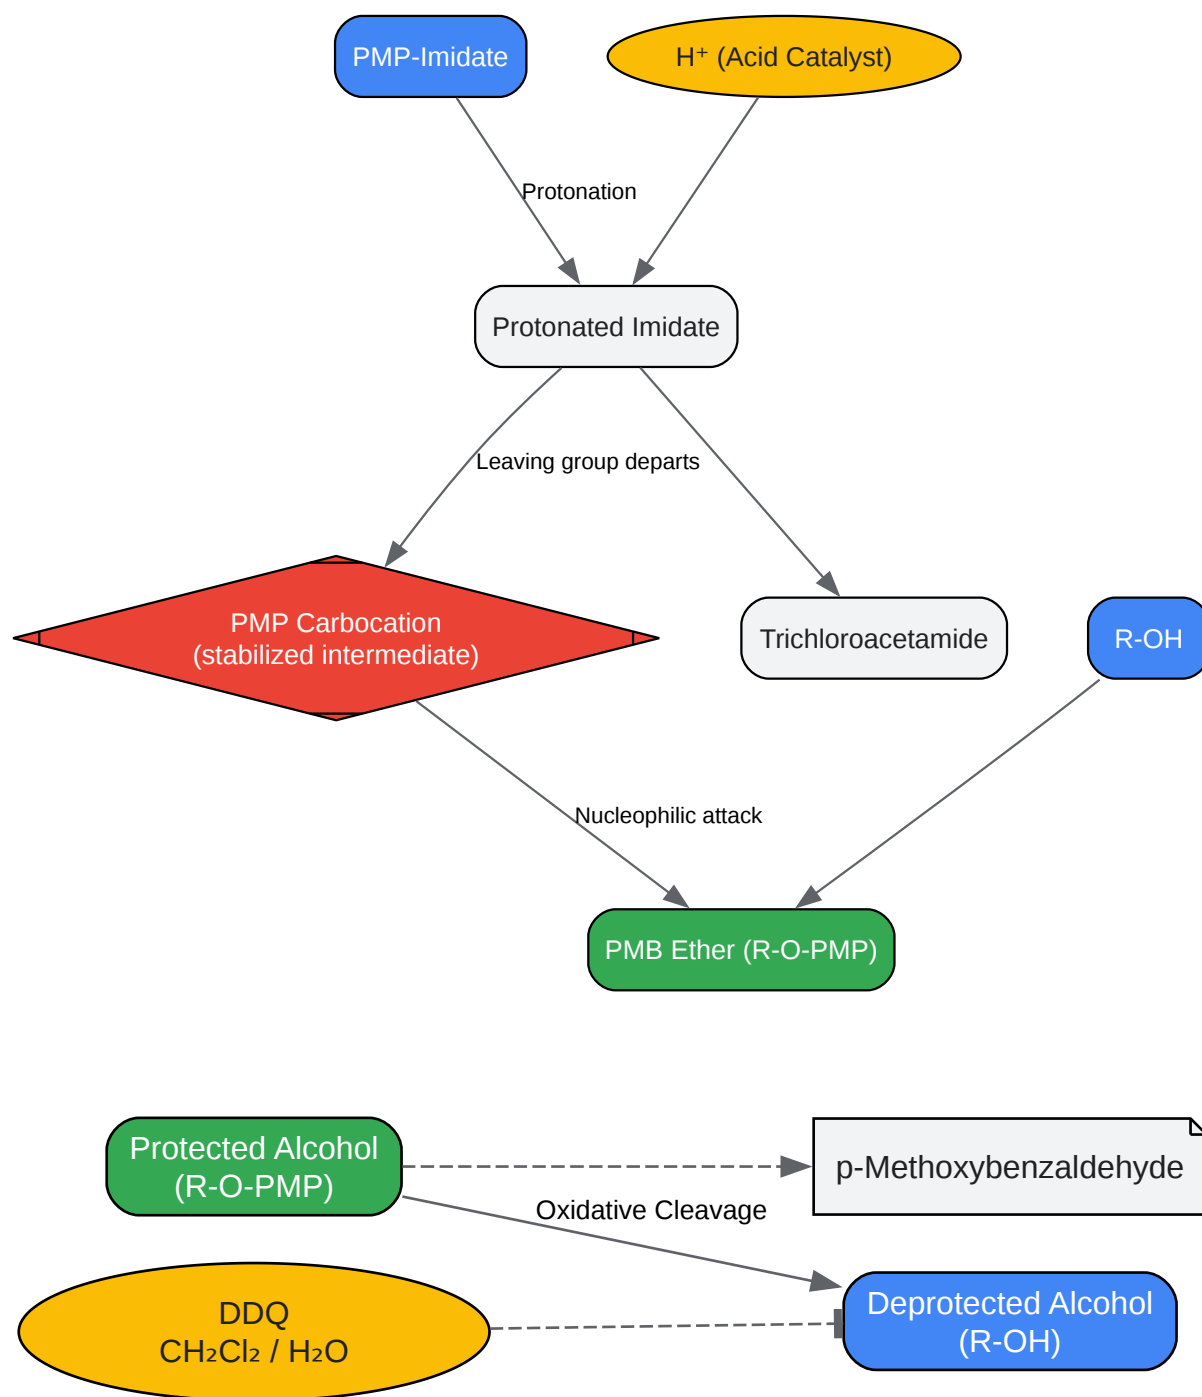 PMP-Imidate
H⁺ (Acid Catalyst)
Protonation
Protonated Imidate
Leaving group departs
PMP Carbocation
(stabilized intermediate)
Trichloroacetamide
R-OH
Nucleophilic attack
PMB Ether (R-O-PMP)
Protected Alcohol
(R-O-PMP)
p-Methoxybenzaldehyde
Oxidative Cleavage
DDQ
CH₂Cl₂ / H₂O
Deprotected Alcohol
(R-OH)